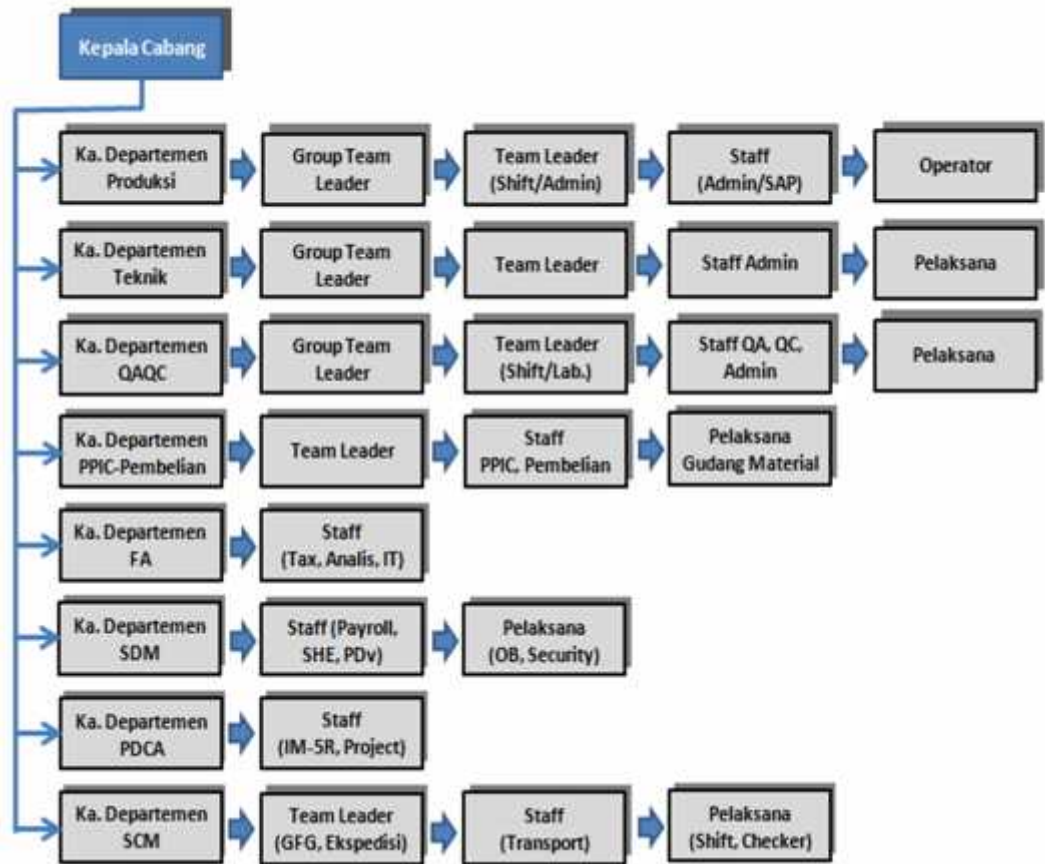 Kepala Cabang
Ka. Departemen
Produksi
Group Team
Leader
Team Leader
(Shift/Admin)
Staff
(Admin/SAP)
Operator
Ka. Departemen
Teknik
Group Team
Leader
Team Leader
Staff Admin
Pelaksana
Ka. Departemen
QAQC
Group Team
Leader
Team Leader
(Shift/Lab.)
Staff QA, QC,
Admin
Pelaksana
Ka. Departemen
PPIC-Pembelian
Team Leader
Staff
PPIC, Pembelian
Pelaksana
Gudang Material
Ka. Departemen
FA
Staff
(Tax, Analis, IT)
Ka. Departemen
SDM
Staff (Payroll,
SHE, PDv)
Pelaksana
(OB, Security)
Ka. Departemen
PDCA
Staff
(IM-5R, Project)
Ka. Departemen
SCM
Team Leader
(GFG, Ekspedisi)
Staff
(Transport)
Pelaksana
(Shift, Checker)